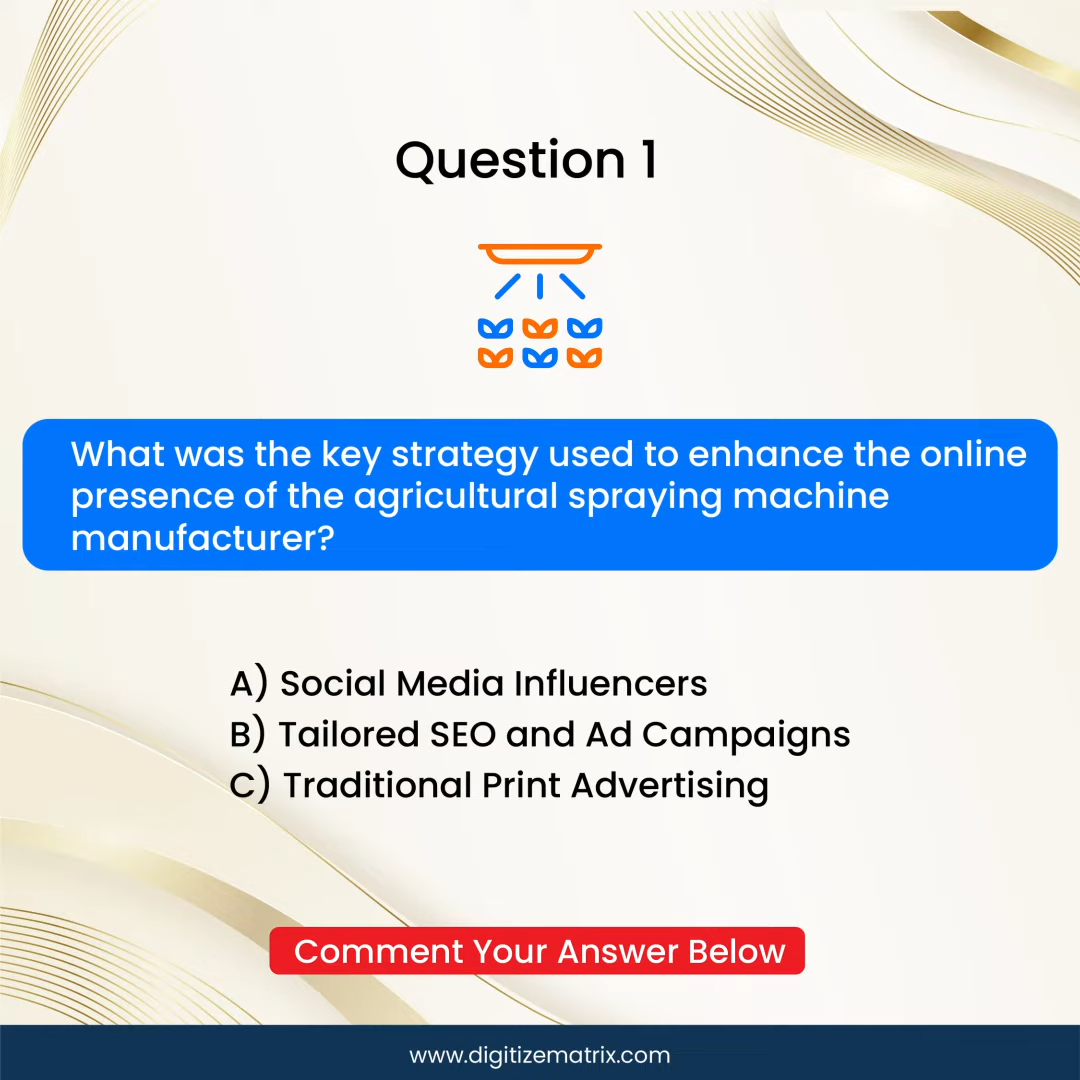 Question 1
What was the key strategy used to enhance the online
presence of the agricultural spraying machine
manufacturer?
A) Social Media Influencers
B) Tailored SEO and Ad Campaigns
C) Traditional Print Advertising
Comment Your Answer Below
www.digitizematrix.com